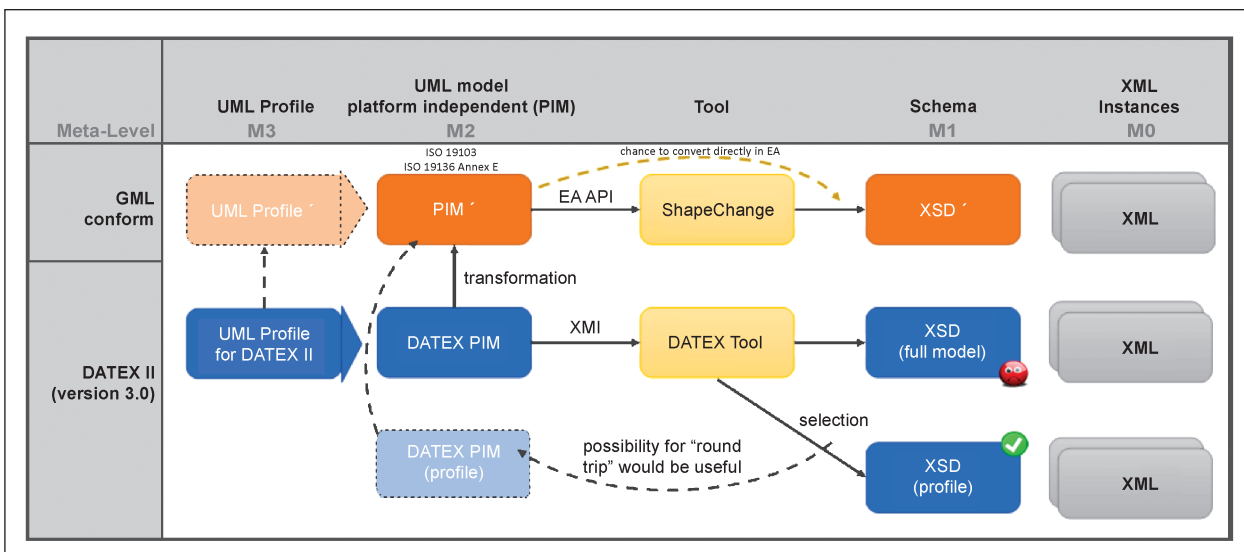 UML Profile
M3
UML model
platform independent (PIM)
M2
Tool
Schema
M1
XML
Instances
M0
Meta-Level
GML
conform
ISO 19103
ISO 19136 Annex E
chance to convert directly in EA
UML Profile ´
PIM ´
EA API
ShapeChange
XSD ´
XML
transformation
DATEX II
(version 3.0)
UML Profile
for DATEX II
DATEX PIM
XMI
DATEX Tool
XSD
(full model)
XML
selection
DATEX PIM
(profile)
possibility for “round
trip” would be useful
XSD
(profile)
XML